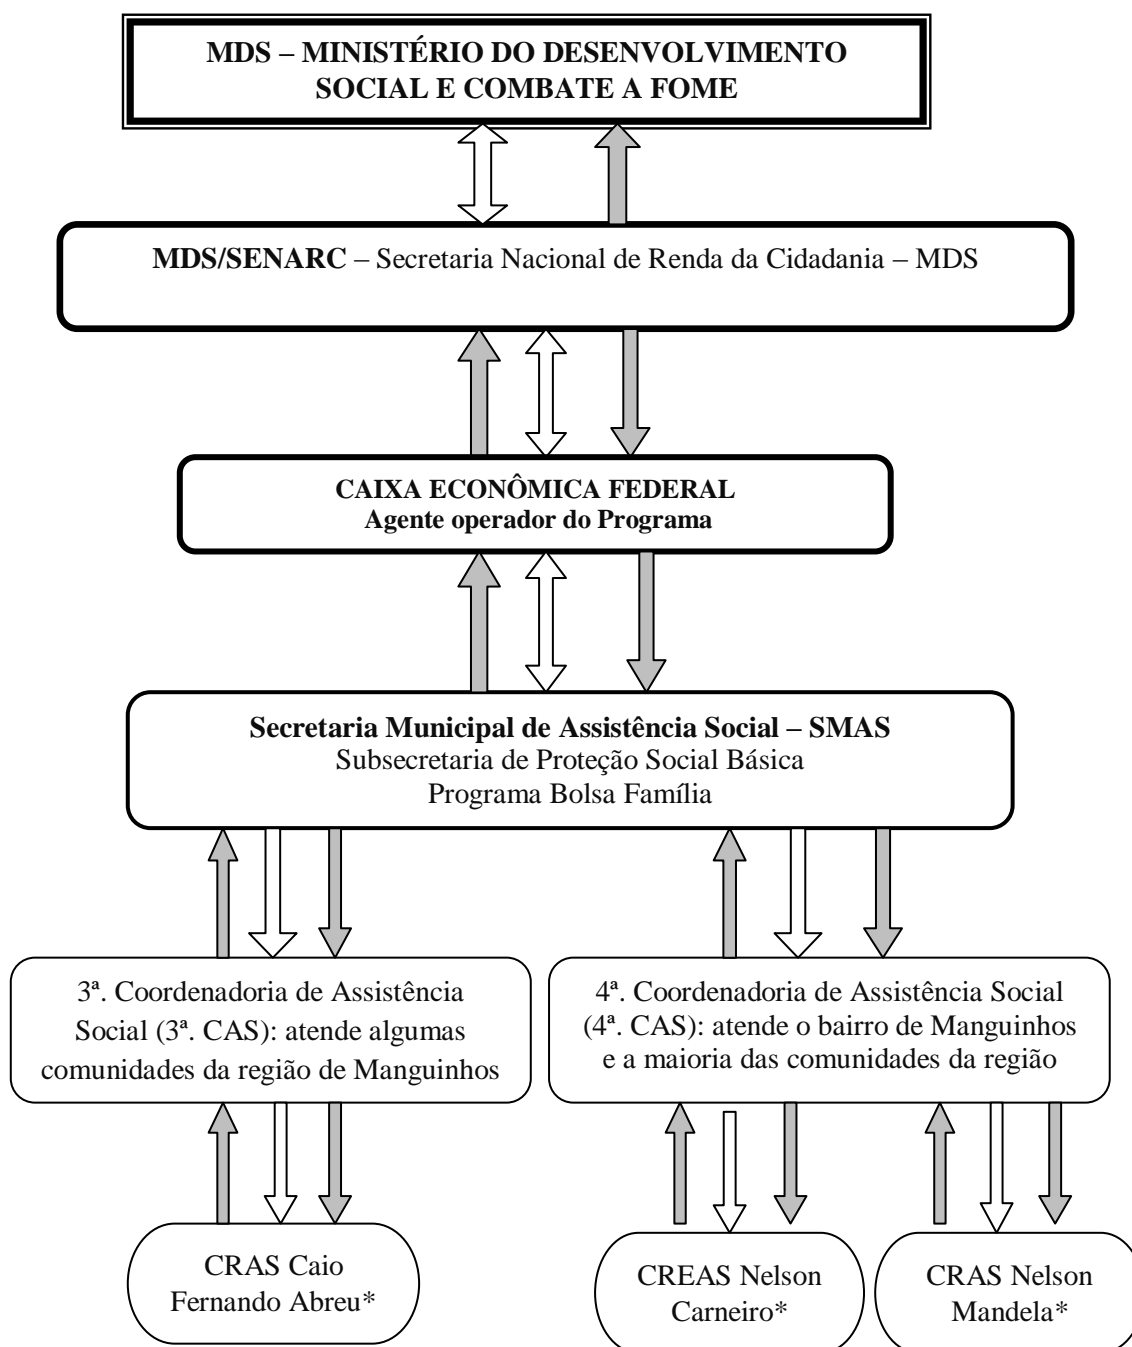 MDS – MINISTÉRIO DO DESENVOLVIMENTO
SOCIAL E COMBATE A FOME
MDS/SENARC – Secretaria Nacional de Renda da Cidadania – MDS
CAIXA ECONÔMICA FEDERAL
Agente operador do Programa
Secretaria Municipal de Assistência Social – SMAS
Subsecretaria de Proteção Social Básica
Programa Bolsa Família
3ª. Coordenadoria de Assistência
Social (3ª. CAS): atende algumas
comunidades da região de Manguinhos
4ª. Coordenadoria de Assistência Social
(4ª. CAS): atende o bairro de Manguinhos
e a maioria das comunidades da região
CRAS Caio
Fernando Abreu*
CREAS Nelson
Carneiro*
CRAS Nelson
Mandela*